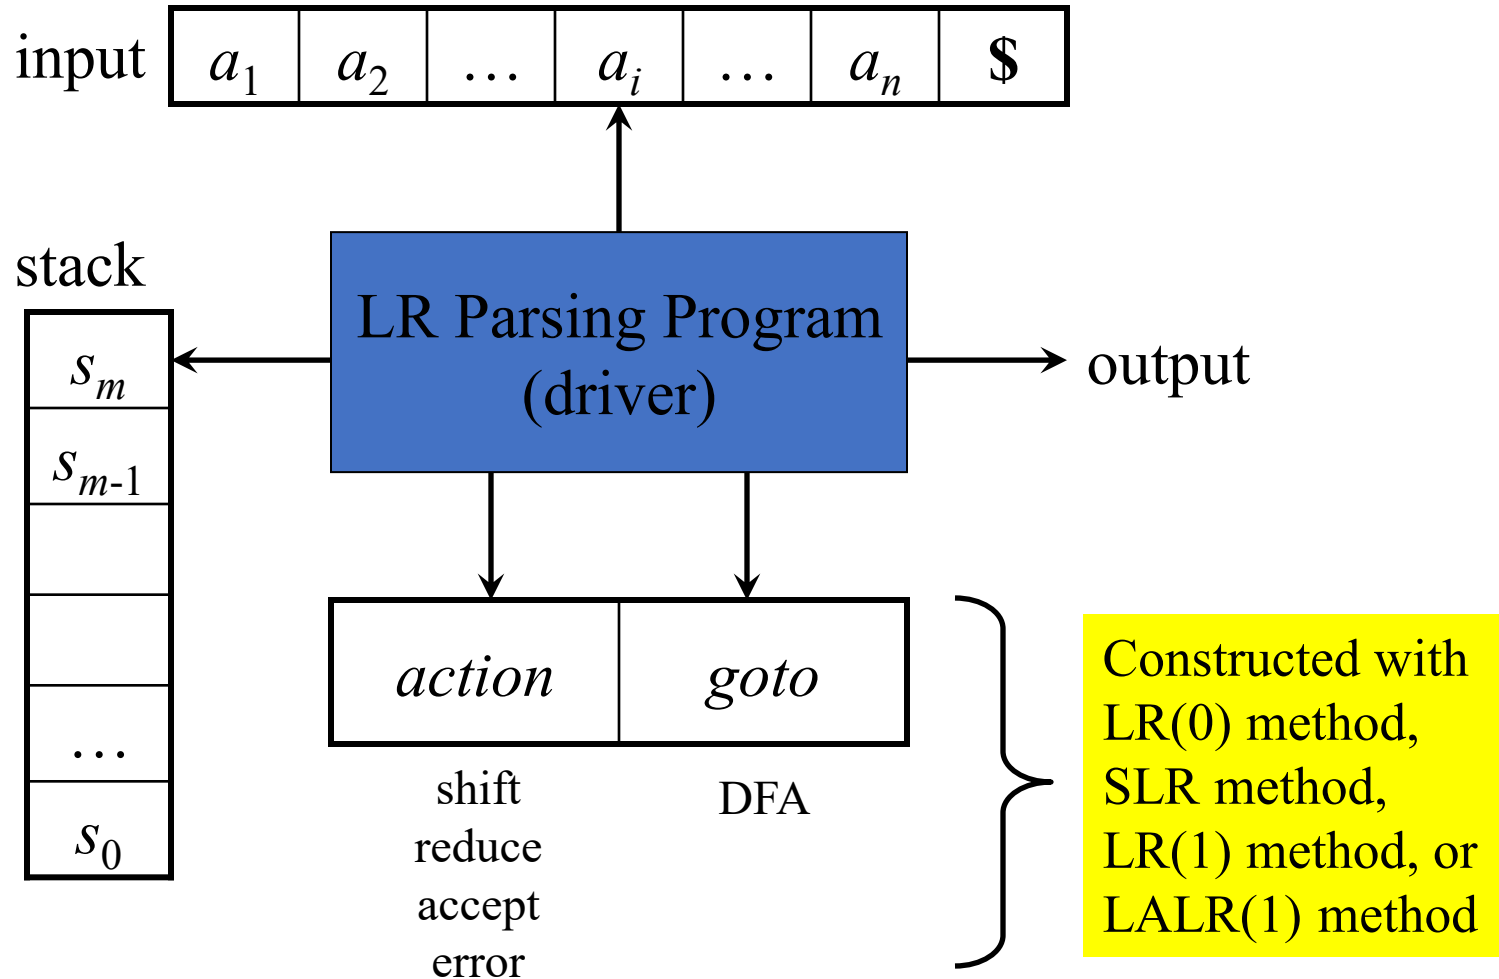 input a₁ a₂ … aᵢ … aₙ $
stack
LR Parsing Program
(driver)
output
sₘ
sₘ₋₁
…
s₀
action goto
shift
reduce
accept
error
DFA
Constructed with
LR(0) method,
SLR method,
LR(1) method, or
LALR(1) method